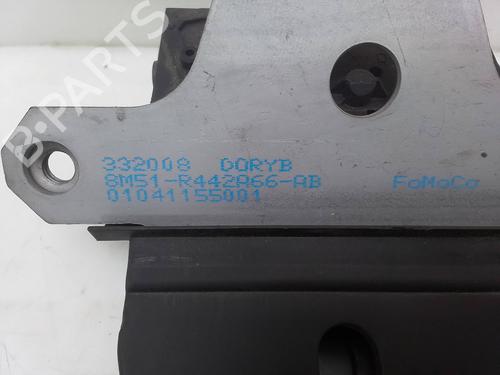 B-PARTS
332008 DORYB
8M51-R442A66-AB FoMoCo
01041155001